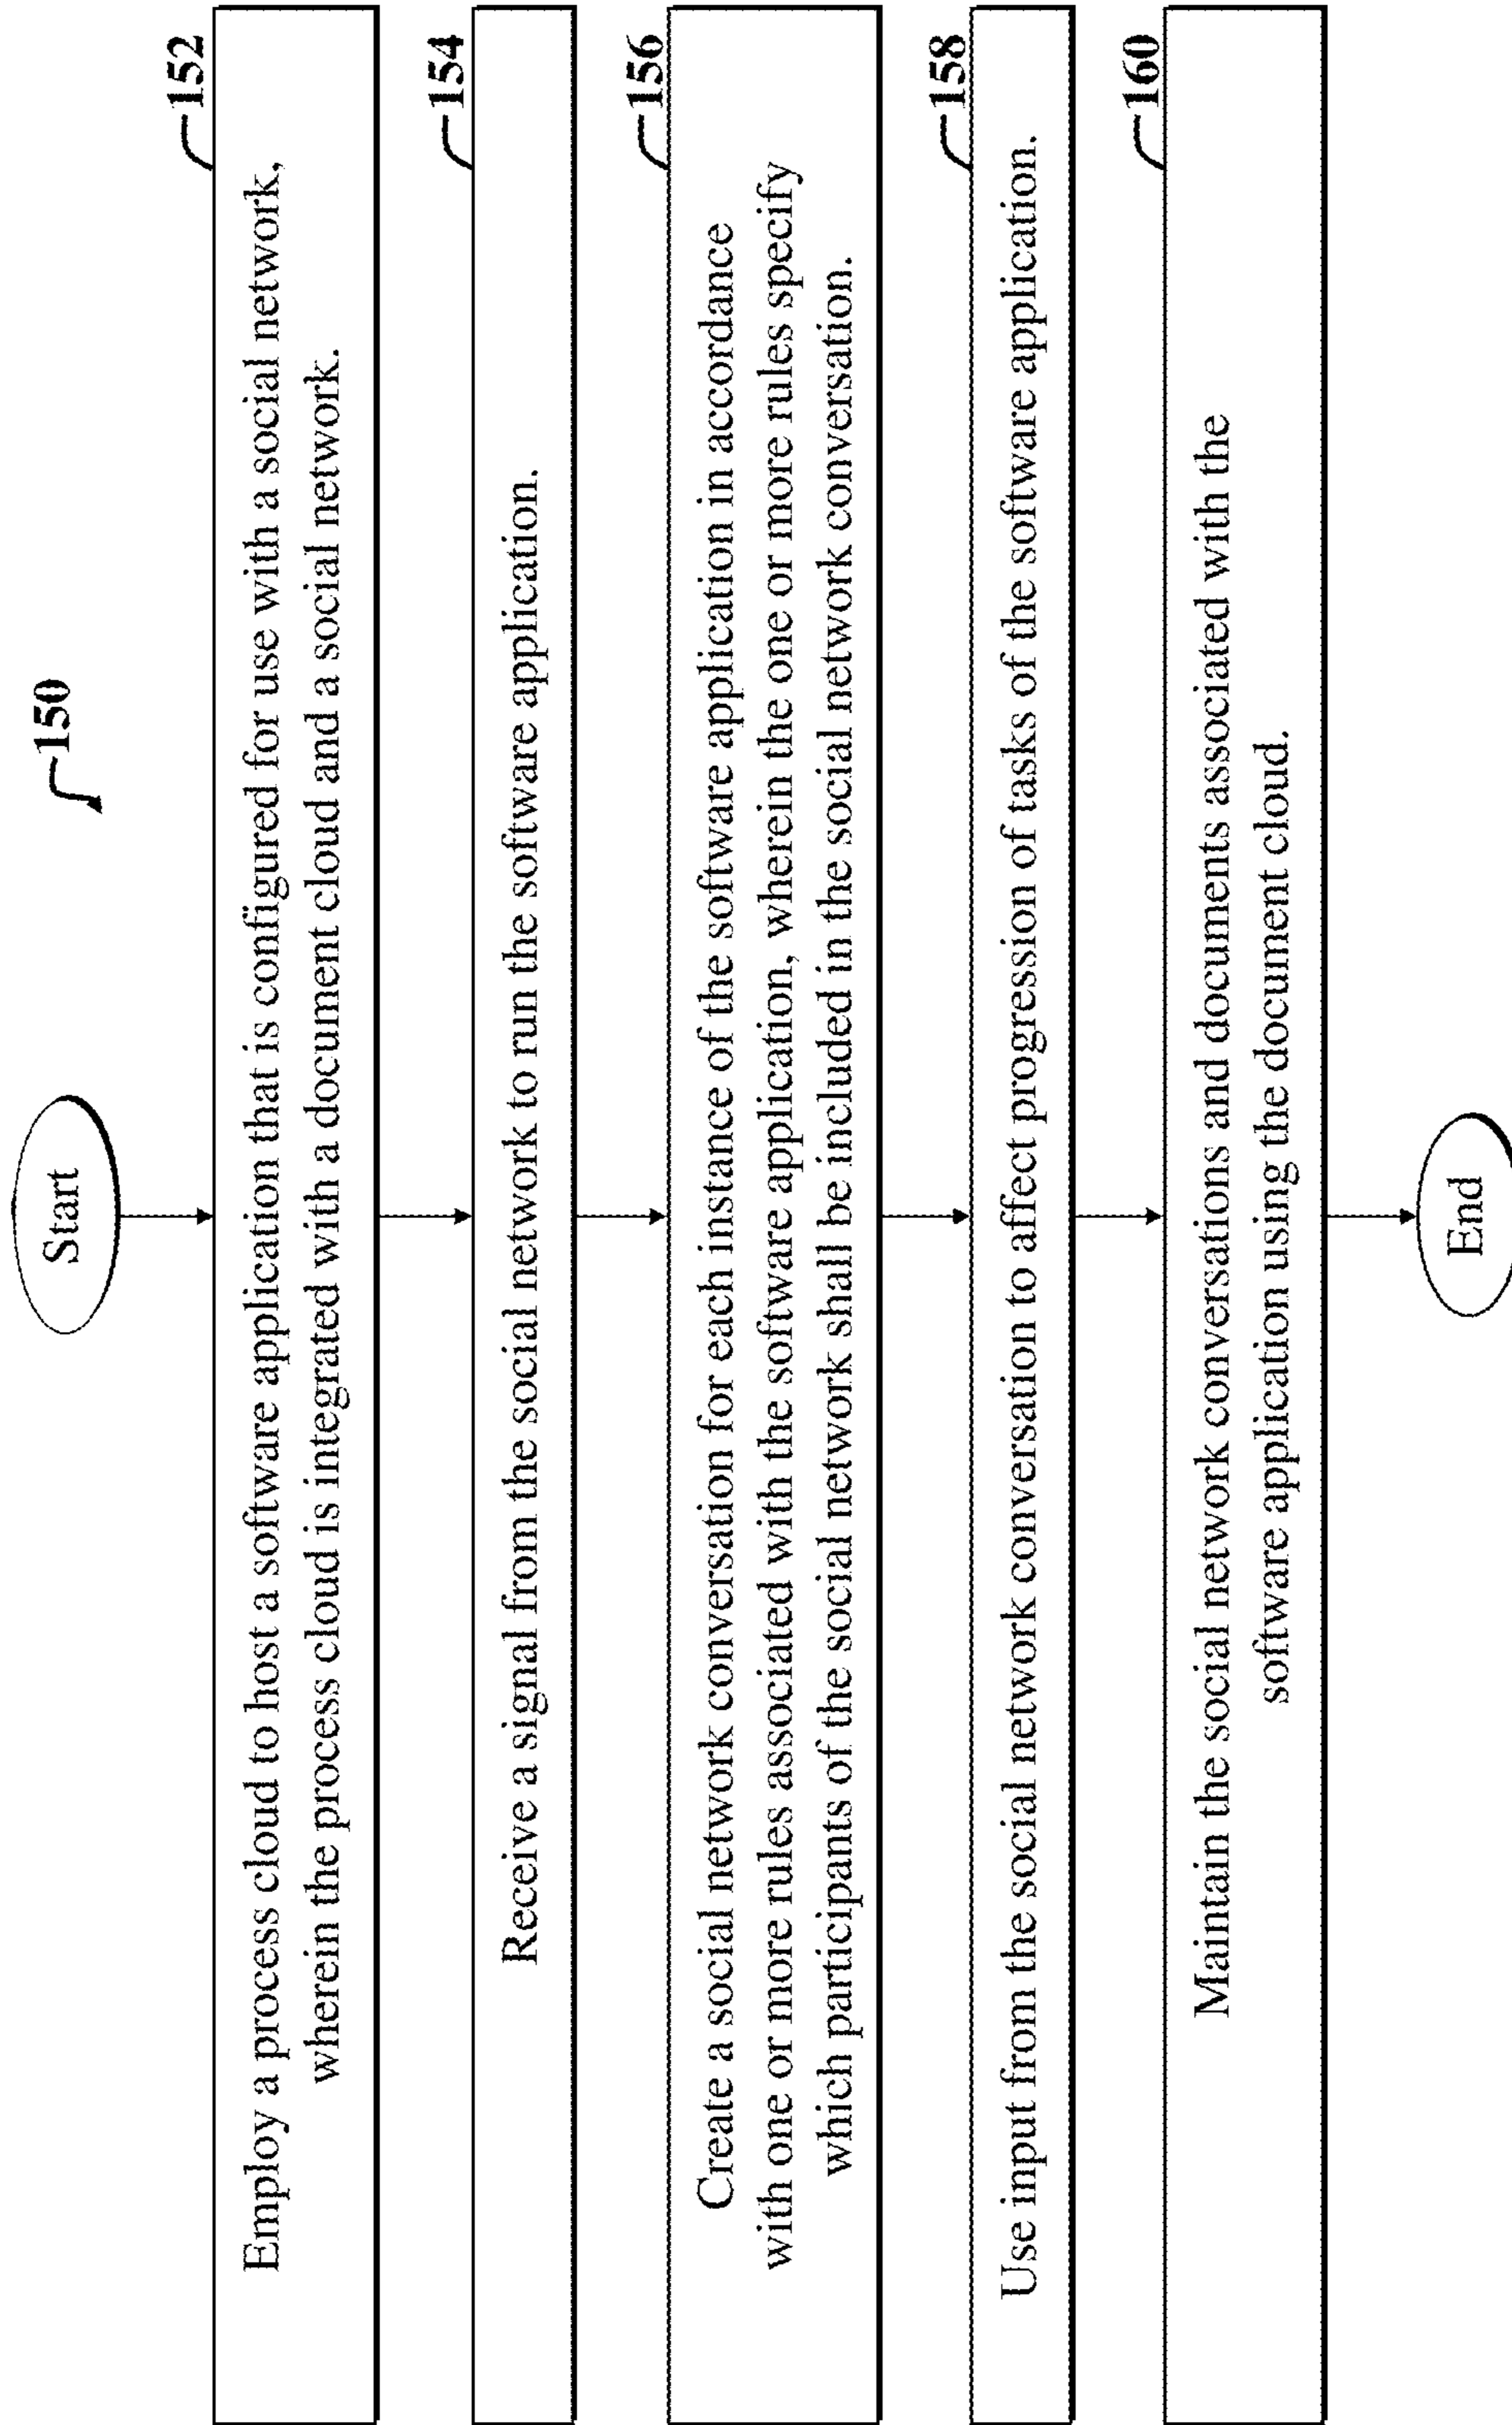 150
Start
152
Employ a process cloud to host a software application that is configured for use with a social network,
wherein the process cloud is integrated with a document cloud and a social network.
154
Receive a signal from the social network to run the software application.
156
Create a social network conversation for each instance of the software application in accordance
with one or more rules associated with the software application, wherein the one or more rules specify
which participants of the social network shall be included in the social network conversation.
158
Use input from the social network conversation to affect progression of tasks of the software application.
160
Maintain the social network conversations and documents associated with the
software application using the document cloud.
End